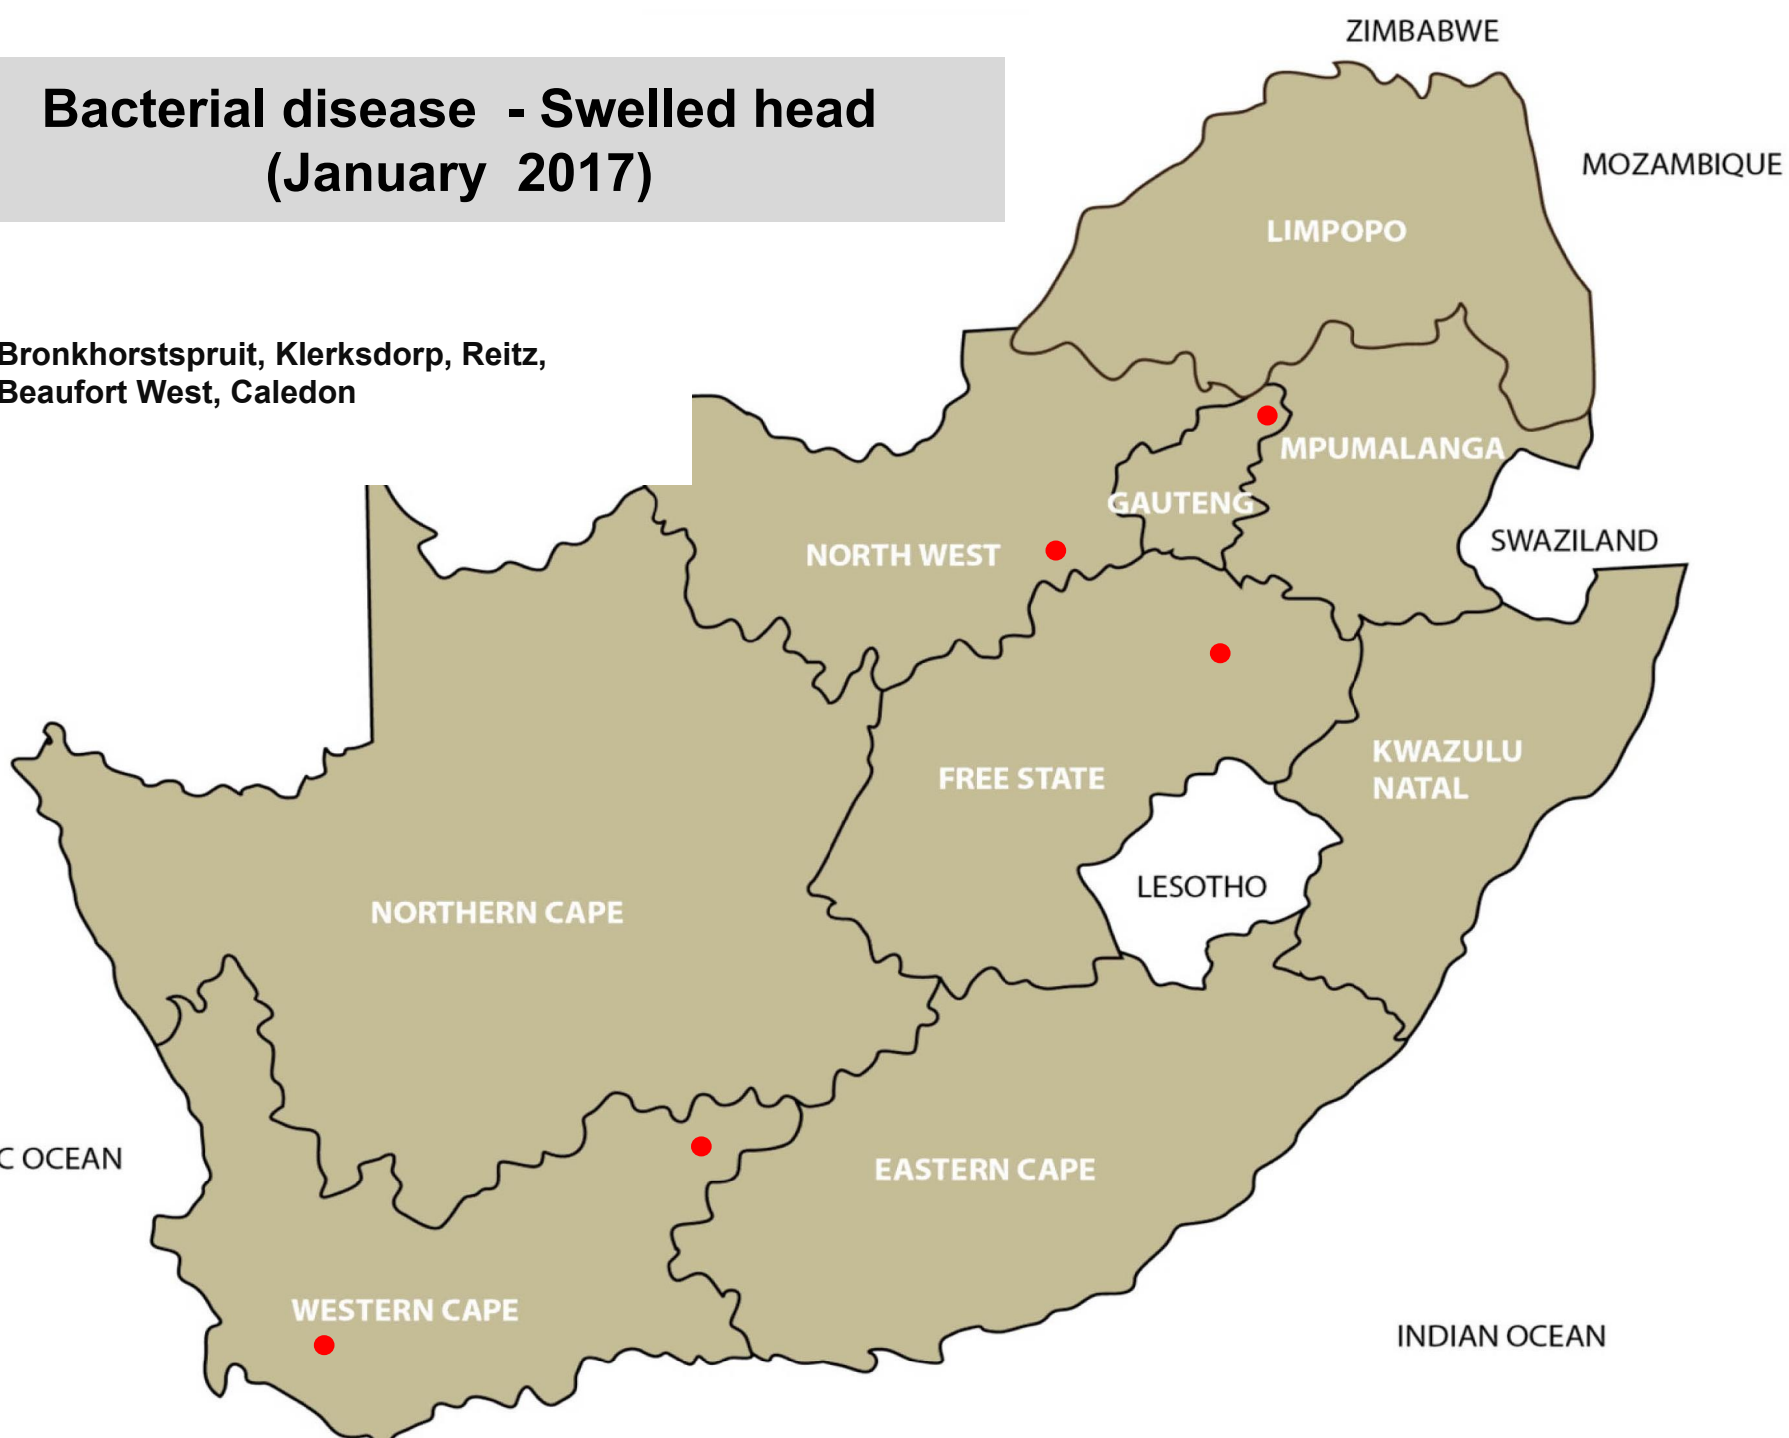 ZIMBABWE
Bacterial disease - Swelled head
(January 2017)
MOZAMBIQUE
LIMPOPO
Bronkhorstspruit, Klerksdorp, Reitz,
Beaufort West, Caledon
MPUMALANGA
GAUTENG
SWAZILAND
NORTH WEST
KWAZULU
NATAL
FREE STATE
LESOTHO
NORTHERN CAPE
C OCEAN
EASTERN CAPE
WESTERN CAPE
INDIAN OCEAN